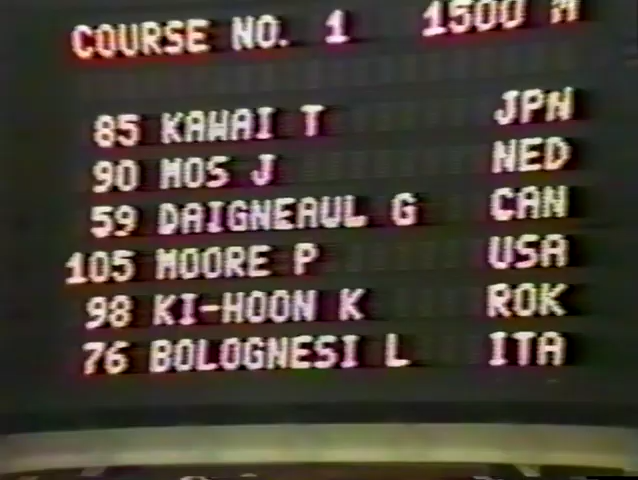 COURSE NO. 1 1500 M
85 KAWAI T JPN
90 MOS J NED
59 DAIGNEAUL G CAN
105 MOORE P USA
98 KI-HOON K ROK
76 BOLOGNESI L ITA